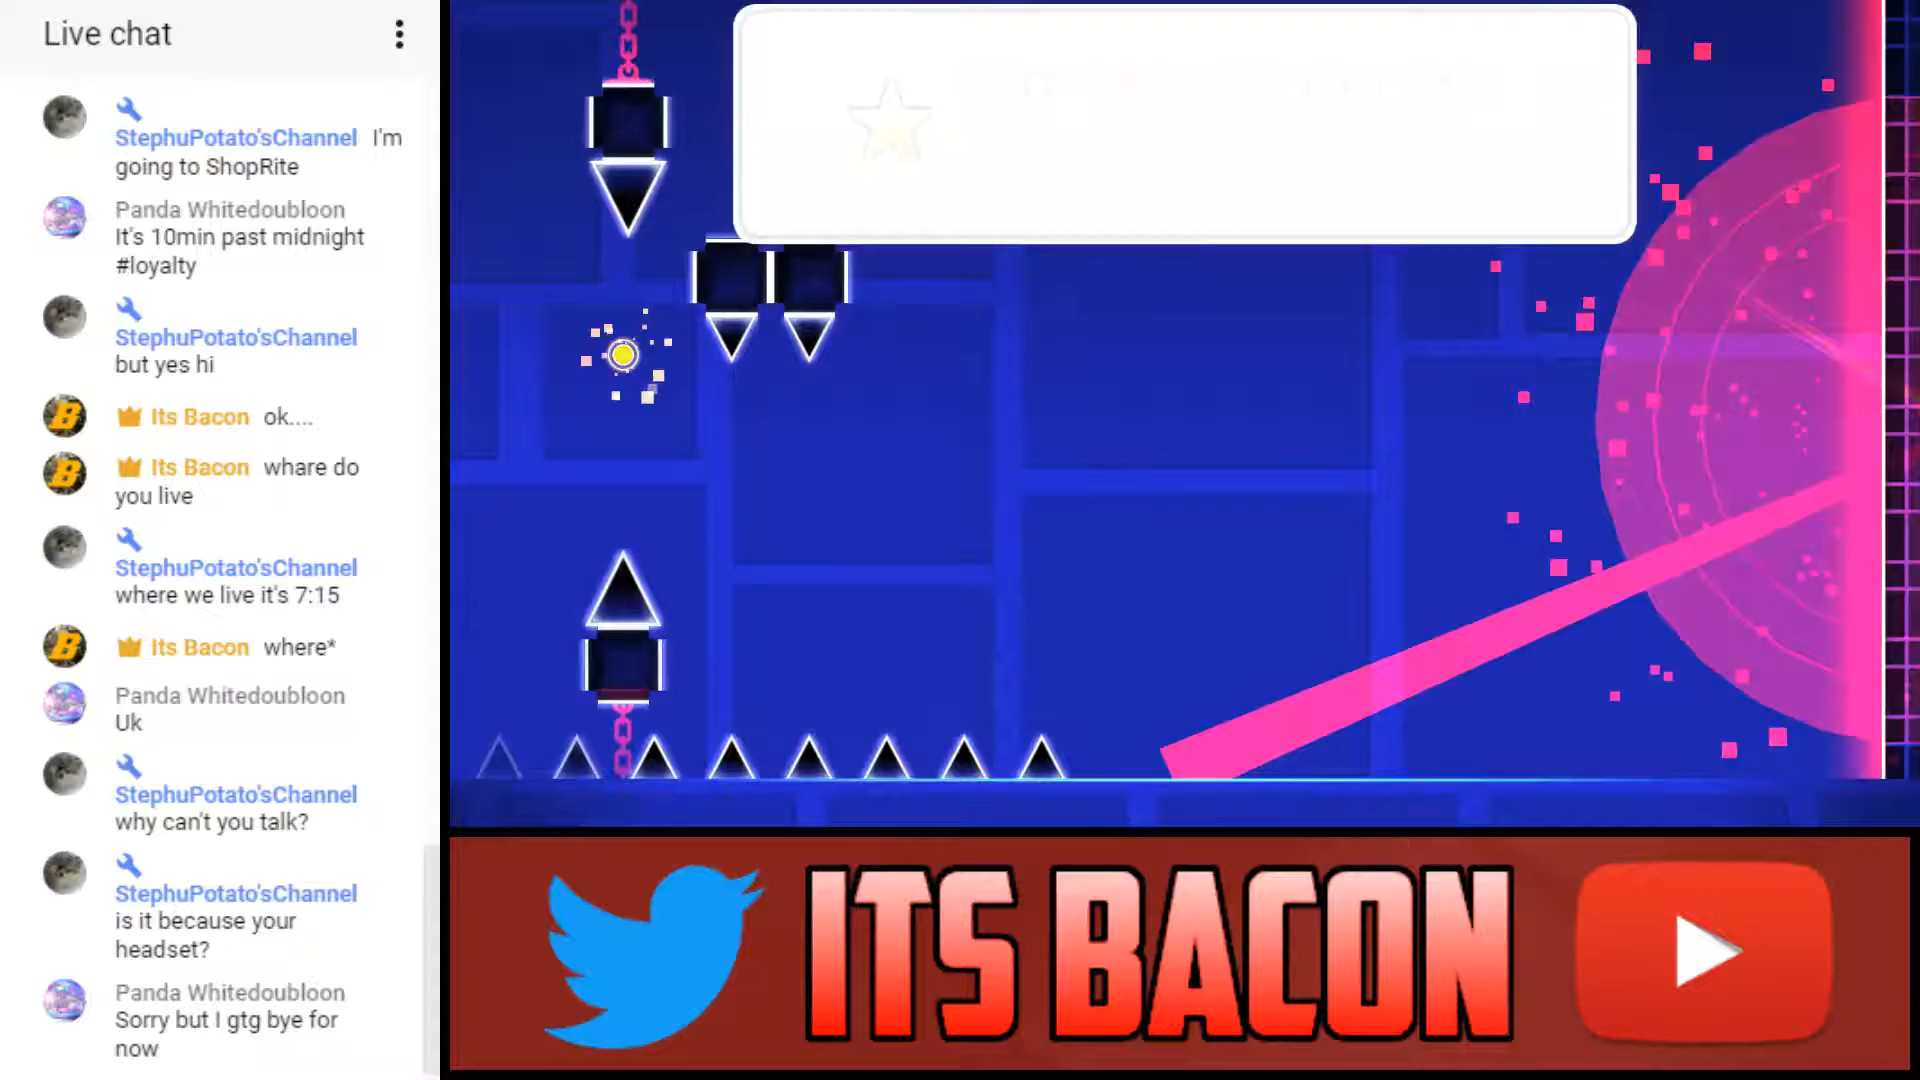 Live chat
StephuPotato'sChannel I'm
going to ShopRite
Panda Whitedoubloon
It's 10min past midnight
#loyalty
StephuPotato'sChannel
but yes hi
Its Bacon ok....
Its Bacon whare do
you live
StephuPotato'sChannel
where we live it's 7:15
Its Bacon where*
Panda Whitedoubloon
Uk
StephuPotato'sChannel
why can't you talk?
StephuPotato'sChannel
is it because your
headset?
Panda Whitedoubloon
Sorry but I gtg bye for
now
ITS BACON